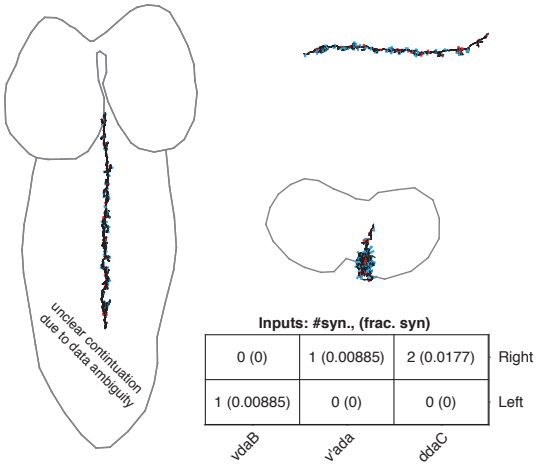 unclear contintuation
due to data ambiguity
Inputs: #syn., (frac. syn)
0 (0) 1 (0.00885) 2 (0.0177) Right
1 (0.00885) 0 (0) 0 (0) Left
vdaB v'ada ddaC